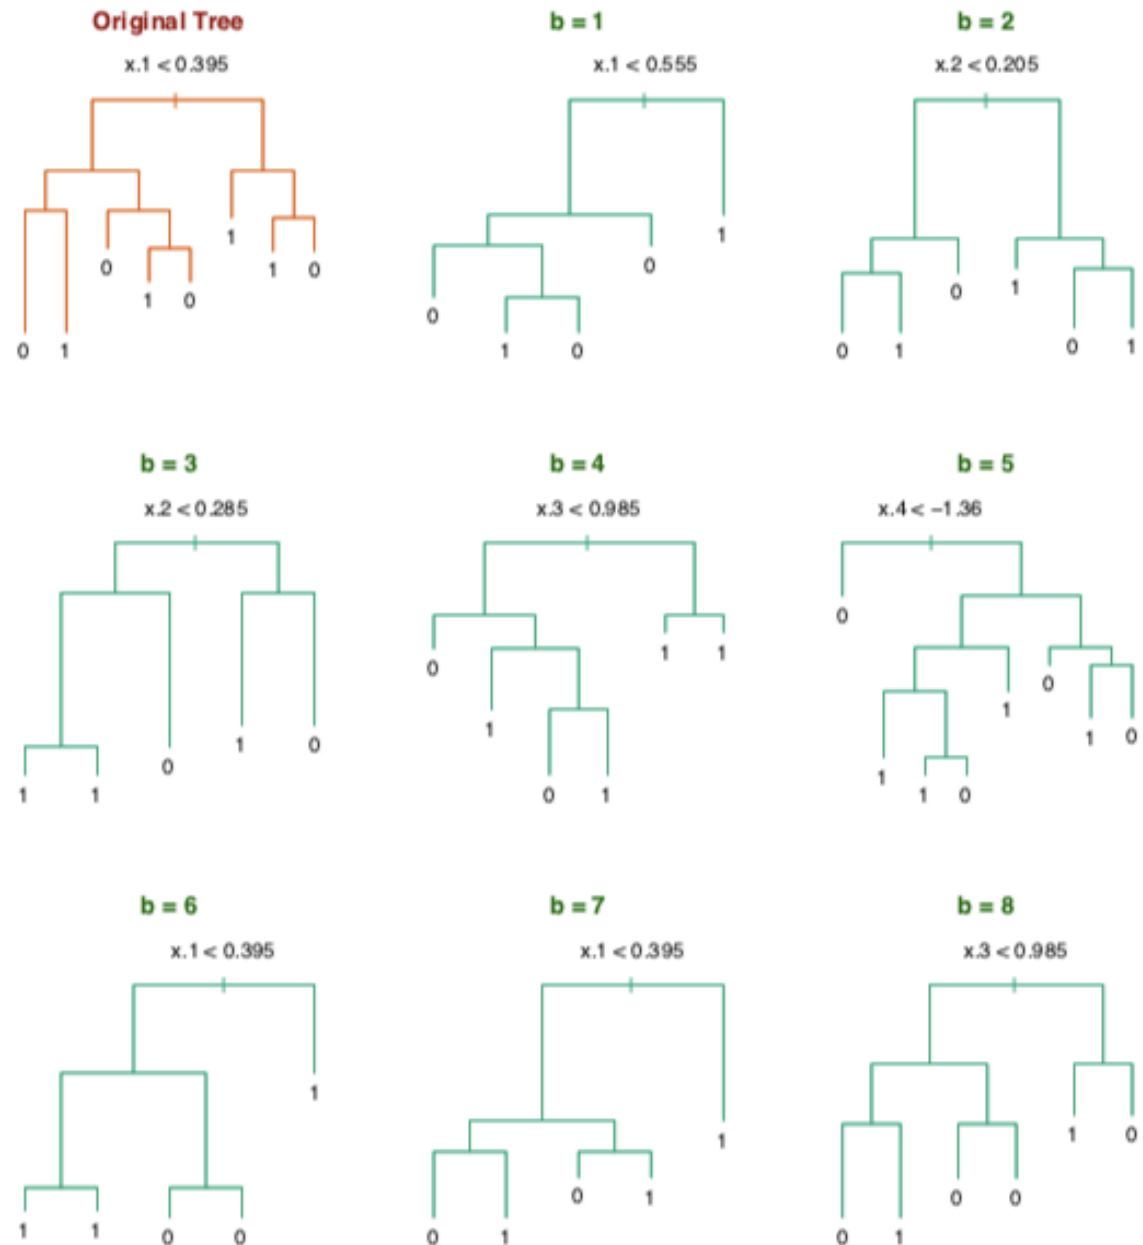 Original Tree
x.1 < 0.395
1
0
1 0
1 0
0 1
b = 1
x.1 < 0.555
1
0
0
1 0
b = 2
x.2 < 0.205
0 1
0 1
0 1
b = 3
x.2 < 0.285
1 0
0
1 1
b = 4
x.3 < 0.985
1 1
0
1
0 1
b = 5
x.4 < −1.36
0
0
1
1 0
1
1 0
b = 6
x.1 < 0.395
1
1 1
0 0
b = 7
x.1 < 0.395
1
0 1
0 1
b = 8
x.3 < 0.985
1 0
0 0
0 1